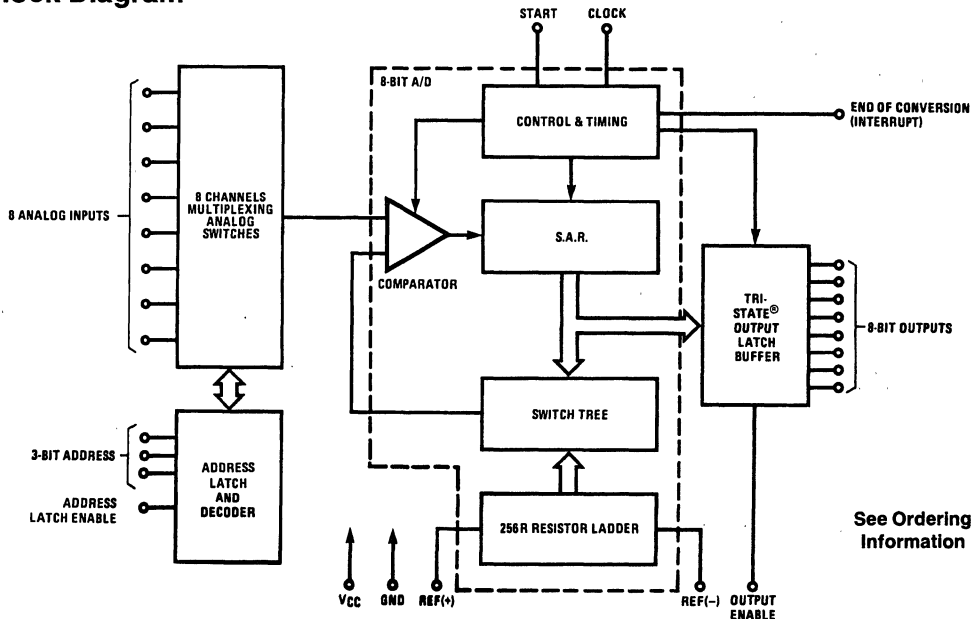 START CLOCK
8-BIT A/D
CONTROL & TIMING
END OF CONVERSION
(INTERRUPT)
8 ANALOG INPUTS
8 CHANNELS
MULTIPLEXING
ANALOG
SWITCHES
S.A.R.
COMPARATOR
TRI-
STATE®
OUTPUT
LATCH
BUFFER
8-BIT OUTPUTS
SWITCH TREE
3-BIT ADDRESS
ADDRESS
LATCH ENABLE
ADDRESS
LATCH
AND
DECODER
256R RESISTOR LADDER
See Ordering
Information
VCC GND REF(+) REF(−) OUTPUT
ENABLE